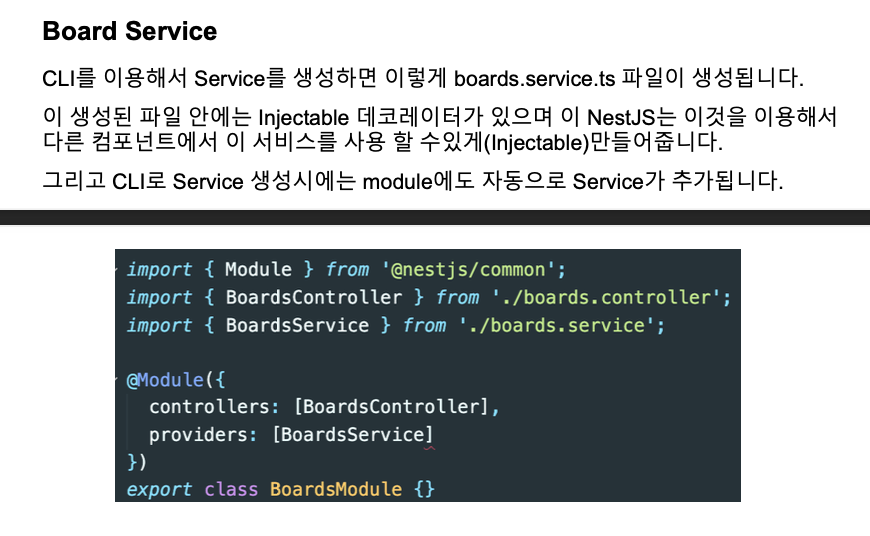 Board Service
CLI를 이용해서 Service를 생성하면 이렇게 boards.service.ts 파일이 생성됩니다.
이 생성된 파일 안에는 Injectable 데코레이터가 있으며 이 NestJS는 이것을 이용해서
다른 컴포넌트에서 이 서비스를 사용 할 수있게(Injectable)만들어줍니다.
그리고 CLI로 Service 생성시에는 module에도 자동으로 Service가 추가됩니다.
import { Module } from '@nestjs/common';
import { BoardsController } from './boards.controller';
import { BoardsService } from './boards.service';
@Module({
controllers: [BoardsController],
providers: [BoardsService]
})
export class BoardsModule {}